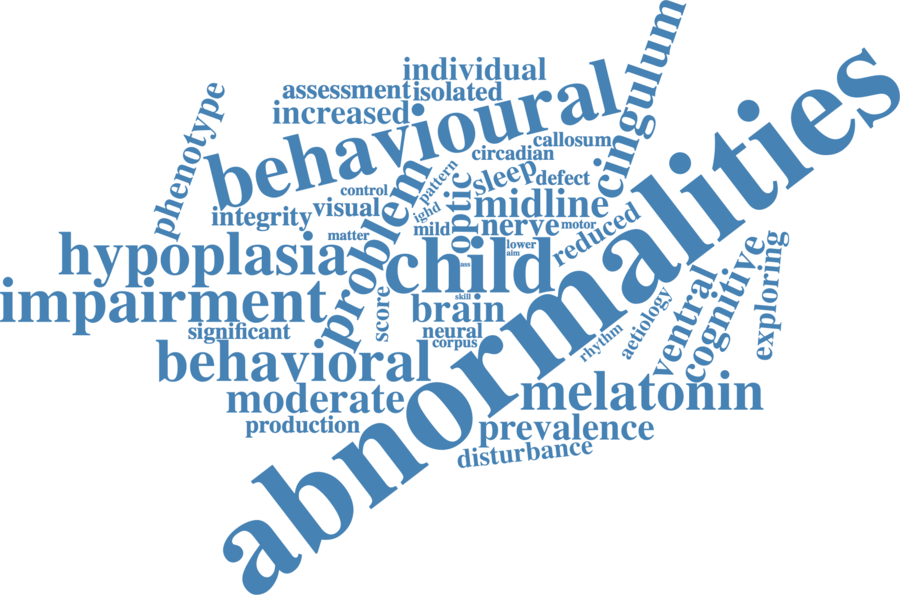 cingulum
individual
abnormalities
assessment
isolated
increased
behavioural
phenotype
callosum
circadian
pattern
sleep
defect
control
problem
optic
ighd
midline
integrity
visual
mild
nerve
motor
reduced
matter
hypoplasia
child
lower
aim
ass
cognitive
exploring
impairment
score
skill
brain
ventral
aetiology
significant
neural
corpus
rhythm
behavioral
moderate
melatonin
production
prevalence
disturbance